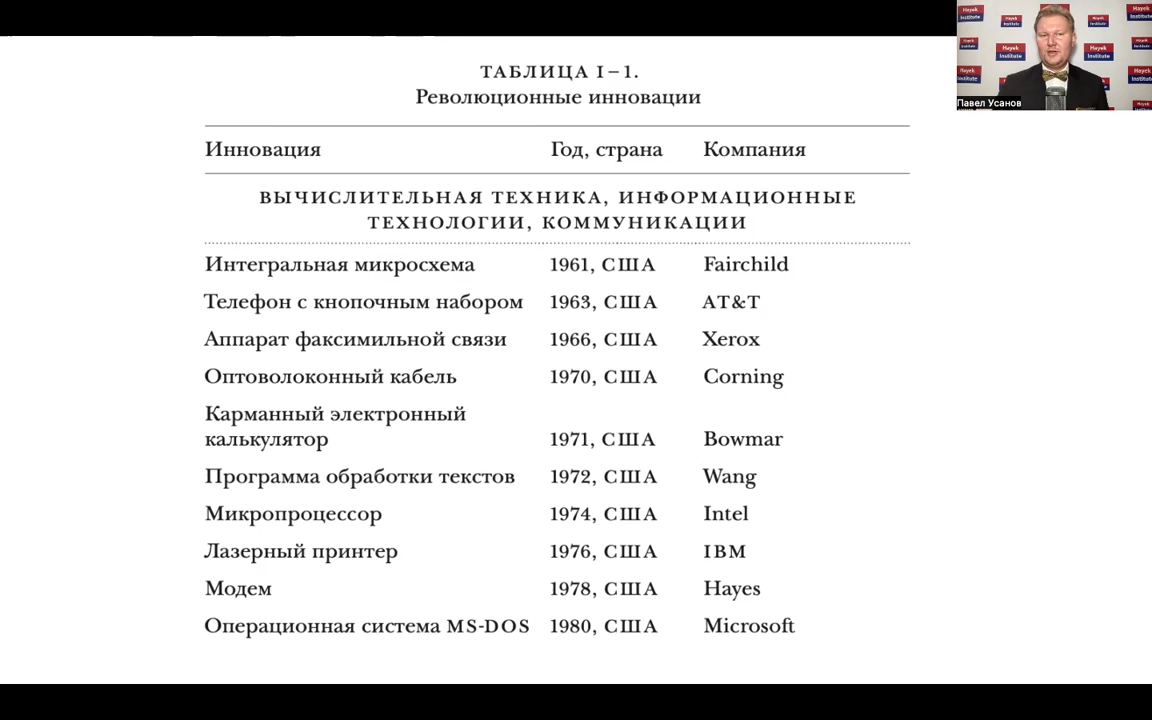 ТАБЛИЦА I–1.
Революционные инновации
Инновация Год, страна Компания
ВЫЧИСЛИТЕЛЬНАЯ ТЕХНИКА, ИНФОРМАЦИОННЫЕ
ТЕХНОЛОГИИ, КОММУНИКАЦИИ
Интегральная микросхема 1961, США Fairchild
Телефон с кнопочным набором 1963, США AT&T
Аппарат факсимильной связи 1966, США Xerox
Оптоволоконный кабель 1970, США Corning
Карманный электронный
калькулятор 1971, США Bowmar
Программа обработки текстов 1972, США Wang
Микропроцессор 1974, США Intel
Лазерный принтер 1976, США IBM
Модем 1978, США Hayes
Операционная система MS-DOS 1980, США Microsoft
Hayek Institute
Павел Усанов